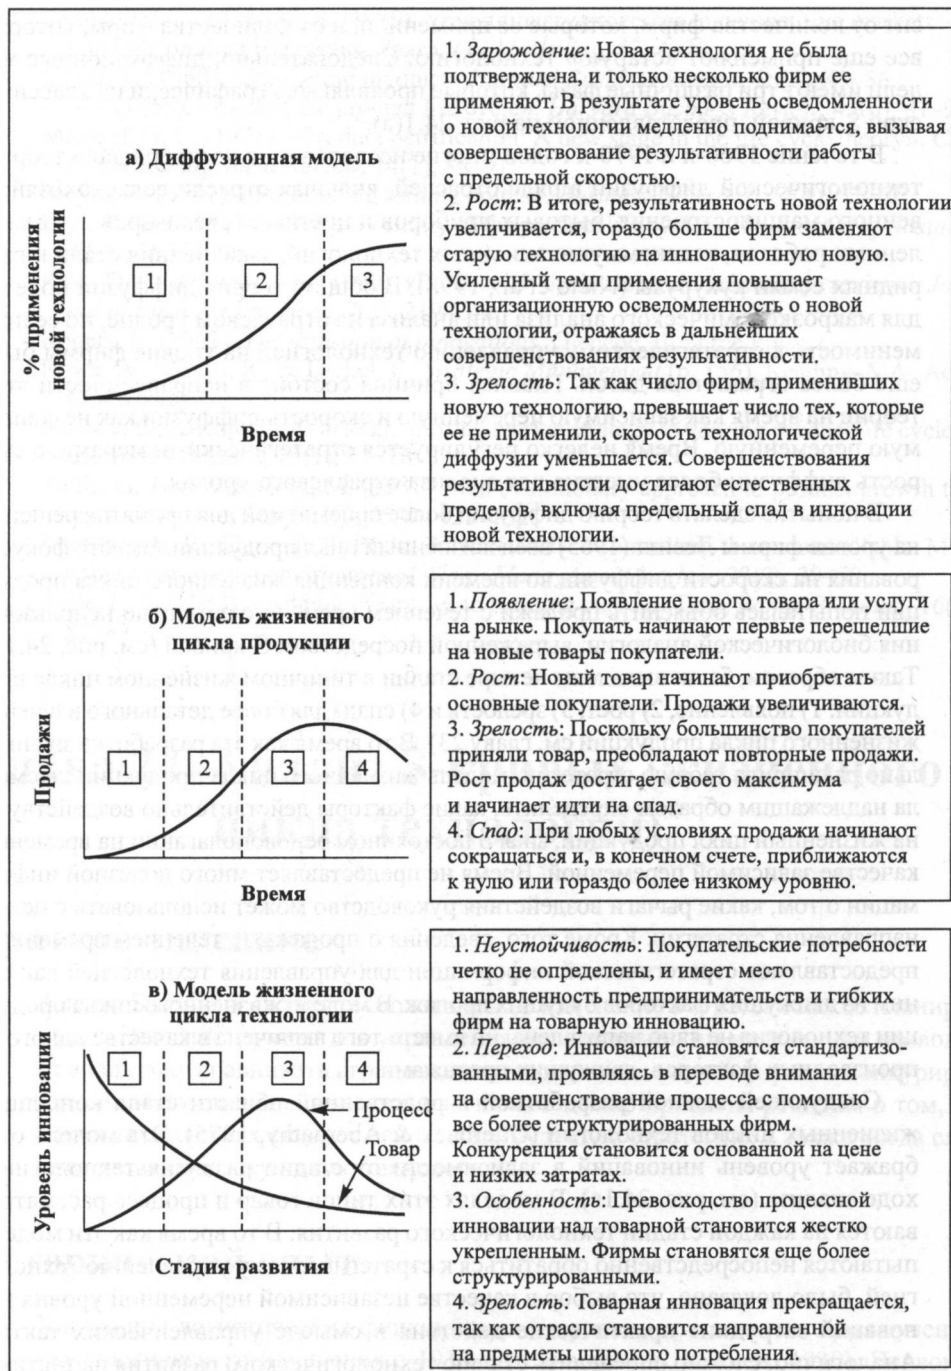 а) Диффузионная модель
% применения
новой технологии
1 2 3
Время
1. Зарождение: Новая технология не была
подтверждена, и только несколько фирм ее
применяют. В результате уровень осведомленности
о новой технологии медленно поднимается, вызывая
совершенствование результативности работы
с предельной скоростью.
2. Рост: В итоге, результативность новой технологии
увеличивается, гораздо больше фирм заменяют
старую технологию на инновационную новую.
Усиленный темп применения повышает
отраслевую осведомленность о новой
технологии, отражаясь в дальнейших
совершенствованиях результативности.
3. Зрелость: Так как число фирм, применивших
новую технологию, превышает число тех, которые
ее не применили, скорость технологической
диффузии уменьшается. Совершенствования
результативности достигают естественных
пределов, включая предельный спад в инновации
новой технологии.
б) Модель жизненного
цикла продукции
Продажи
1 2 3 4
Время
1. Появление: Появление нового товара или услуги
на рынке. Покупают товар первые перешедшие
на новые товары покупатели.
2. Рост: Новый товар начинают приобретать
основные покупатели. Продажи увеличиваются.
3. Зрелость: Поскольку большинство покупателей
приняли товар, преобладают повторные продажи.
Рост продаж достигает своего максимума
и начинает идти на спад.
4. Спад: При любых условиях продажи начинают
сокращаться и, в конечном счете, приближаются
к нулю или гораздо более низкому уровню.
в) Модель жизненного
цикла технологии
Уровень инновации
1 2 3 4
Процесс
Товар
Стадия развития
1. Неустойчивость: Покупательские потребности
четко не определены, и имеет место
направленность предпринимательств и гибких
фирм на товарную инновацию.
2. Переход: Инновации становятся стандартизо-
ванными, проявляясь в переводе внимания
на совершенствование процесса с помощью
все более структурированных фирм.
Конкуренция становится основанной на цене
и низких затратах.
3. Особенность: Превосходство процессной
инновации над товарной становится жестко
укрепленным. Фирмы становятся еще более
структурированными.
4. Зрелость: Товарная инновация прекращается,
так как отрасль становится направленной
на предметы широкого потребления.